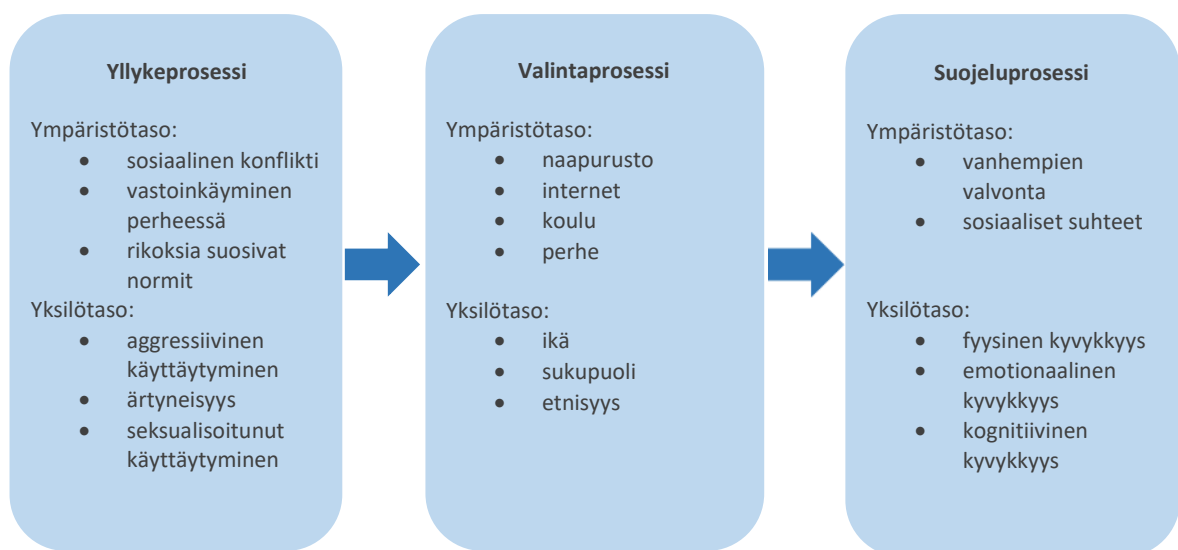 Yllykeprosessi
Ympäristötaso:
• sosiaalinen konflikti
• vastoinkäyminen
perheessä
• rikoksia suosivat
normit
Yksilötaso:
• aggressiivinen
käyttäytyminen
• ärtyneisyys
• seksualisoitunut
käyttäytyminen
Valintaprosessi
Ympäristötaso:
• naapurusto
• internet
• koulu
• perhe
Yksilötaso:
• ikä
• sukupuoli
• etnisyys
Suojeluprosessi
Ympäristötaso:
• vanhempien
valvonta
• sosiaaliset suhteet
Yksilötaso:
• fyysinen kyvykkyys
• emotionaalinen
kyvykkyys
• kognitiivinen
kyvykkyys